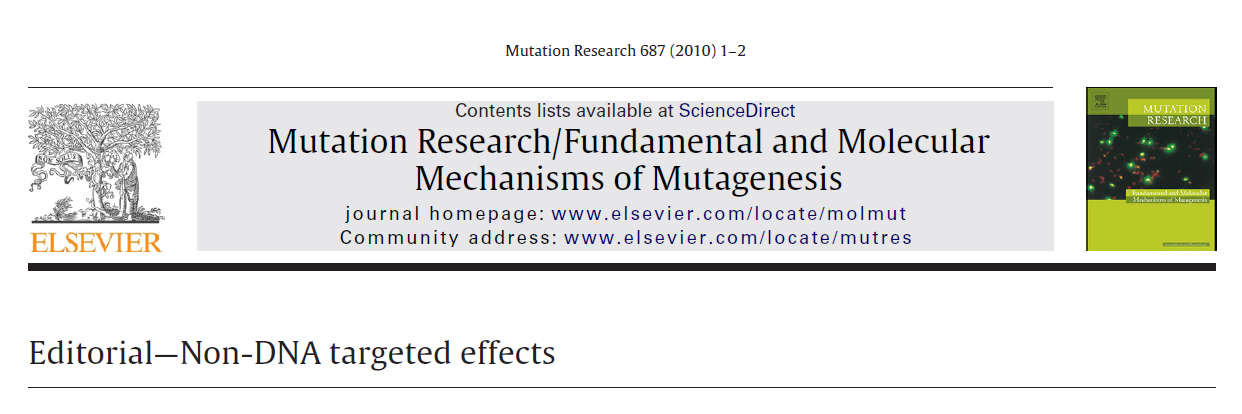 Mutation Research 687 (2010) 1–2
Contents lists available at ScienceDirect
Mutation Research/Fundamental and Molecular
Mechanisms of Mutagenesis
journal homepage: www.elsevier.com/locate/molmut
Community address: www.elsevier.com/locate/mutres
NON SOLUS
ELSEVIER
MUTATION
RESEARCH
Fundamental and Molecular
Mechanisms of Mutagenesis
Editorial—Non-DNA targeted effects